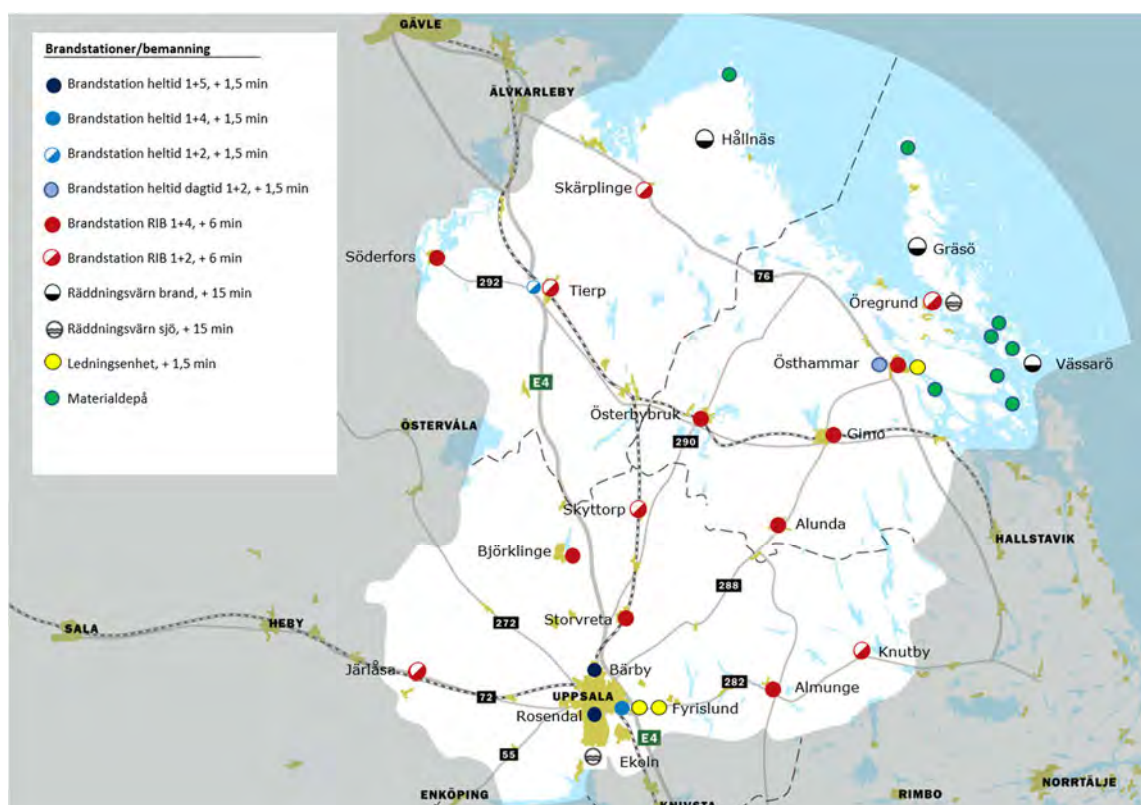 GÄVLE
Brandstationer/bemanning
Brandstation heltid 1+5, + 1,5 min
Brandstation heltid 1+4, + 1,5 min
Brandstation heltid 1+2, + 1,5 min
Brandstation heltid dagtid 1+2, + 1,5 min
Brandstation RIB 1+4, + 6 min
Brandstation RIB 1+2, + 6 min
Räddningsvärn brand, + 15 min
Räddningsvärn sjö, + 15 min
Ledningsenhet, + 1,5 min
Materialdepå
ÄLVKARLEBY
Hållnäs
Skärplinge
Gräsö
Söderfors
292
Tierp
76
Öregrund
Östhammar
Vässarö
E4
Österbybruk
ÖSTERVÅLA
Gimo
290
Skyttorp
Alunda
HALLSTAVIK
Björklinge
288
Storvreta
272
SALA
HEBY
Knutby
Järlåsa
Bärby
282
Almunge
72
UPPSALA
Rosendal
Fyrislund
E4
55
Ekoln
ENKÖPING
KNIVSTA
RIMBO
NORRTÄLJE